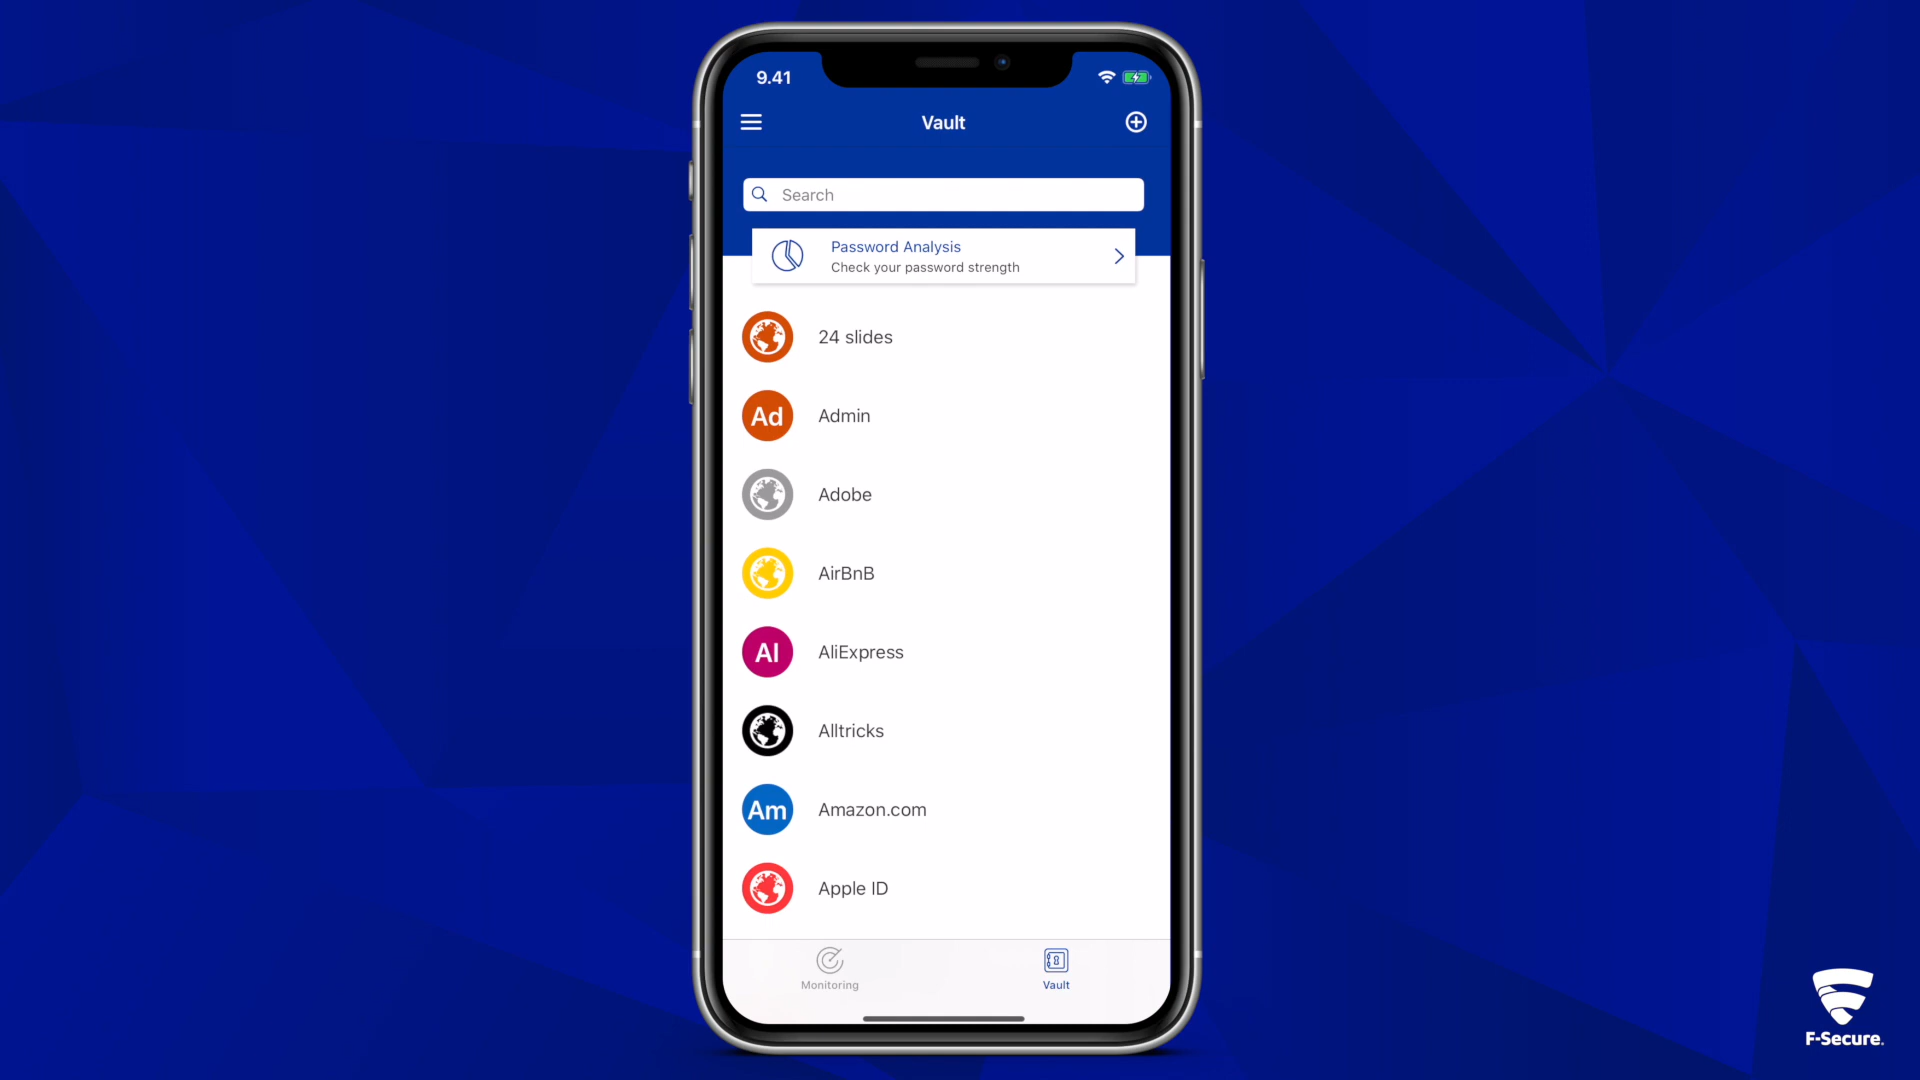 9.41
Vault
Search
Password Analysis
Check your password strength
24 slides
Ad
Admin
Adobe
AirBnB
Al
AliExpress
Alltricks
Am
Amazon.com
Apple ID
Monitoring
Vault
F-Secure.